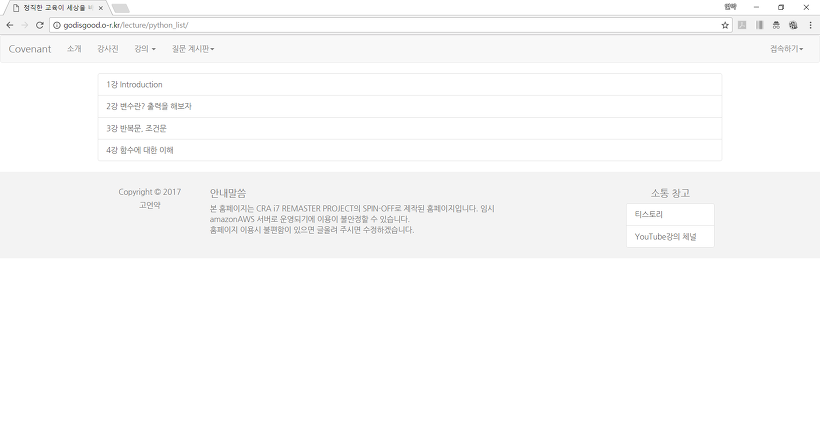 정직한 교육이 세상을
godisgood.o-r.kr/lecture/python_list/
Covenant 소개 강사진 강의 질문 게시판 접속하기
1강 Introduction
2강 변수란? 출력을 해보자
3강 반복문, 조건문
4강 함수에 대한 이해
Copyright © 2017
고언약
안내말씀
본 홈페이지는 CRA i7 REMASTER PROJECT의 SPIN-OFF로 제작된 홈페이지입니다. 임시
amazonAWS 서버로 운영되기에 이용이 불안정할 수 있습니다.
홈페이지 이용시 불편함이 있으면 글올려 주시면 수정하겠습니다.
소통 창고
티스토리
YouTube강의 채널